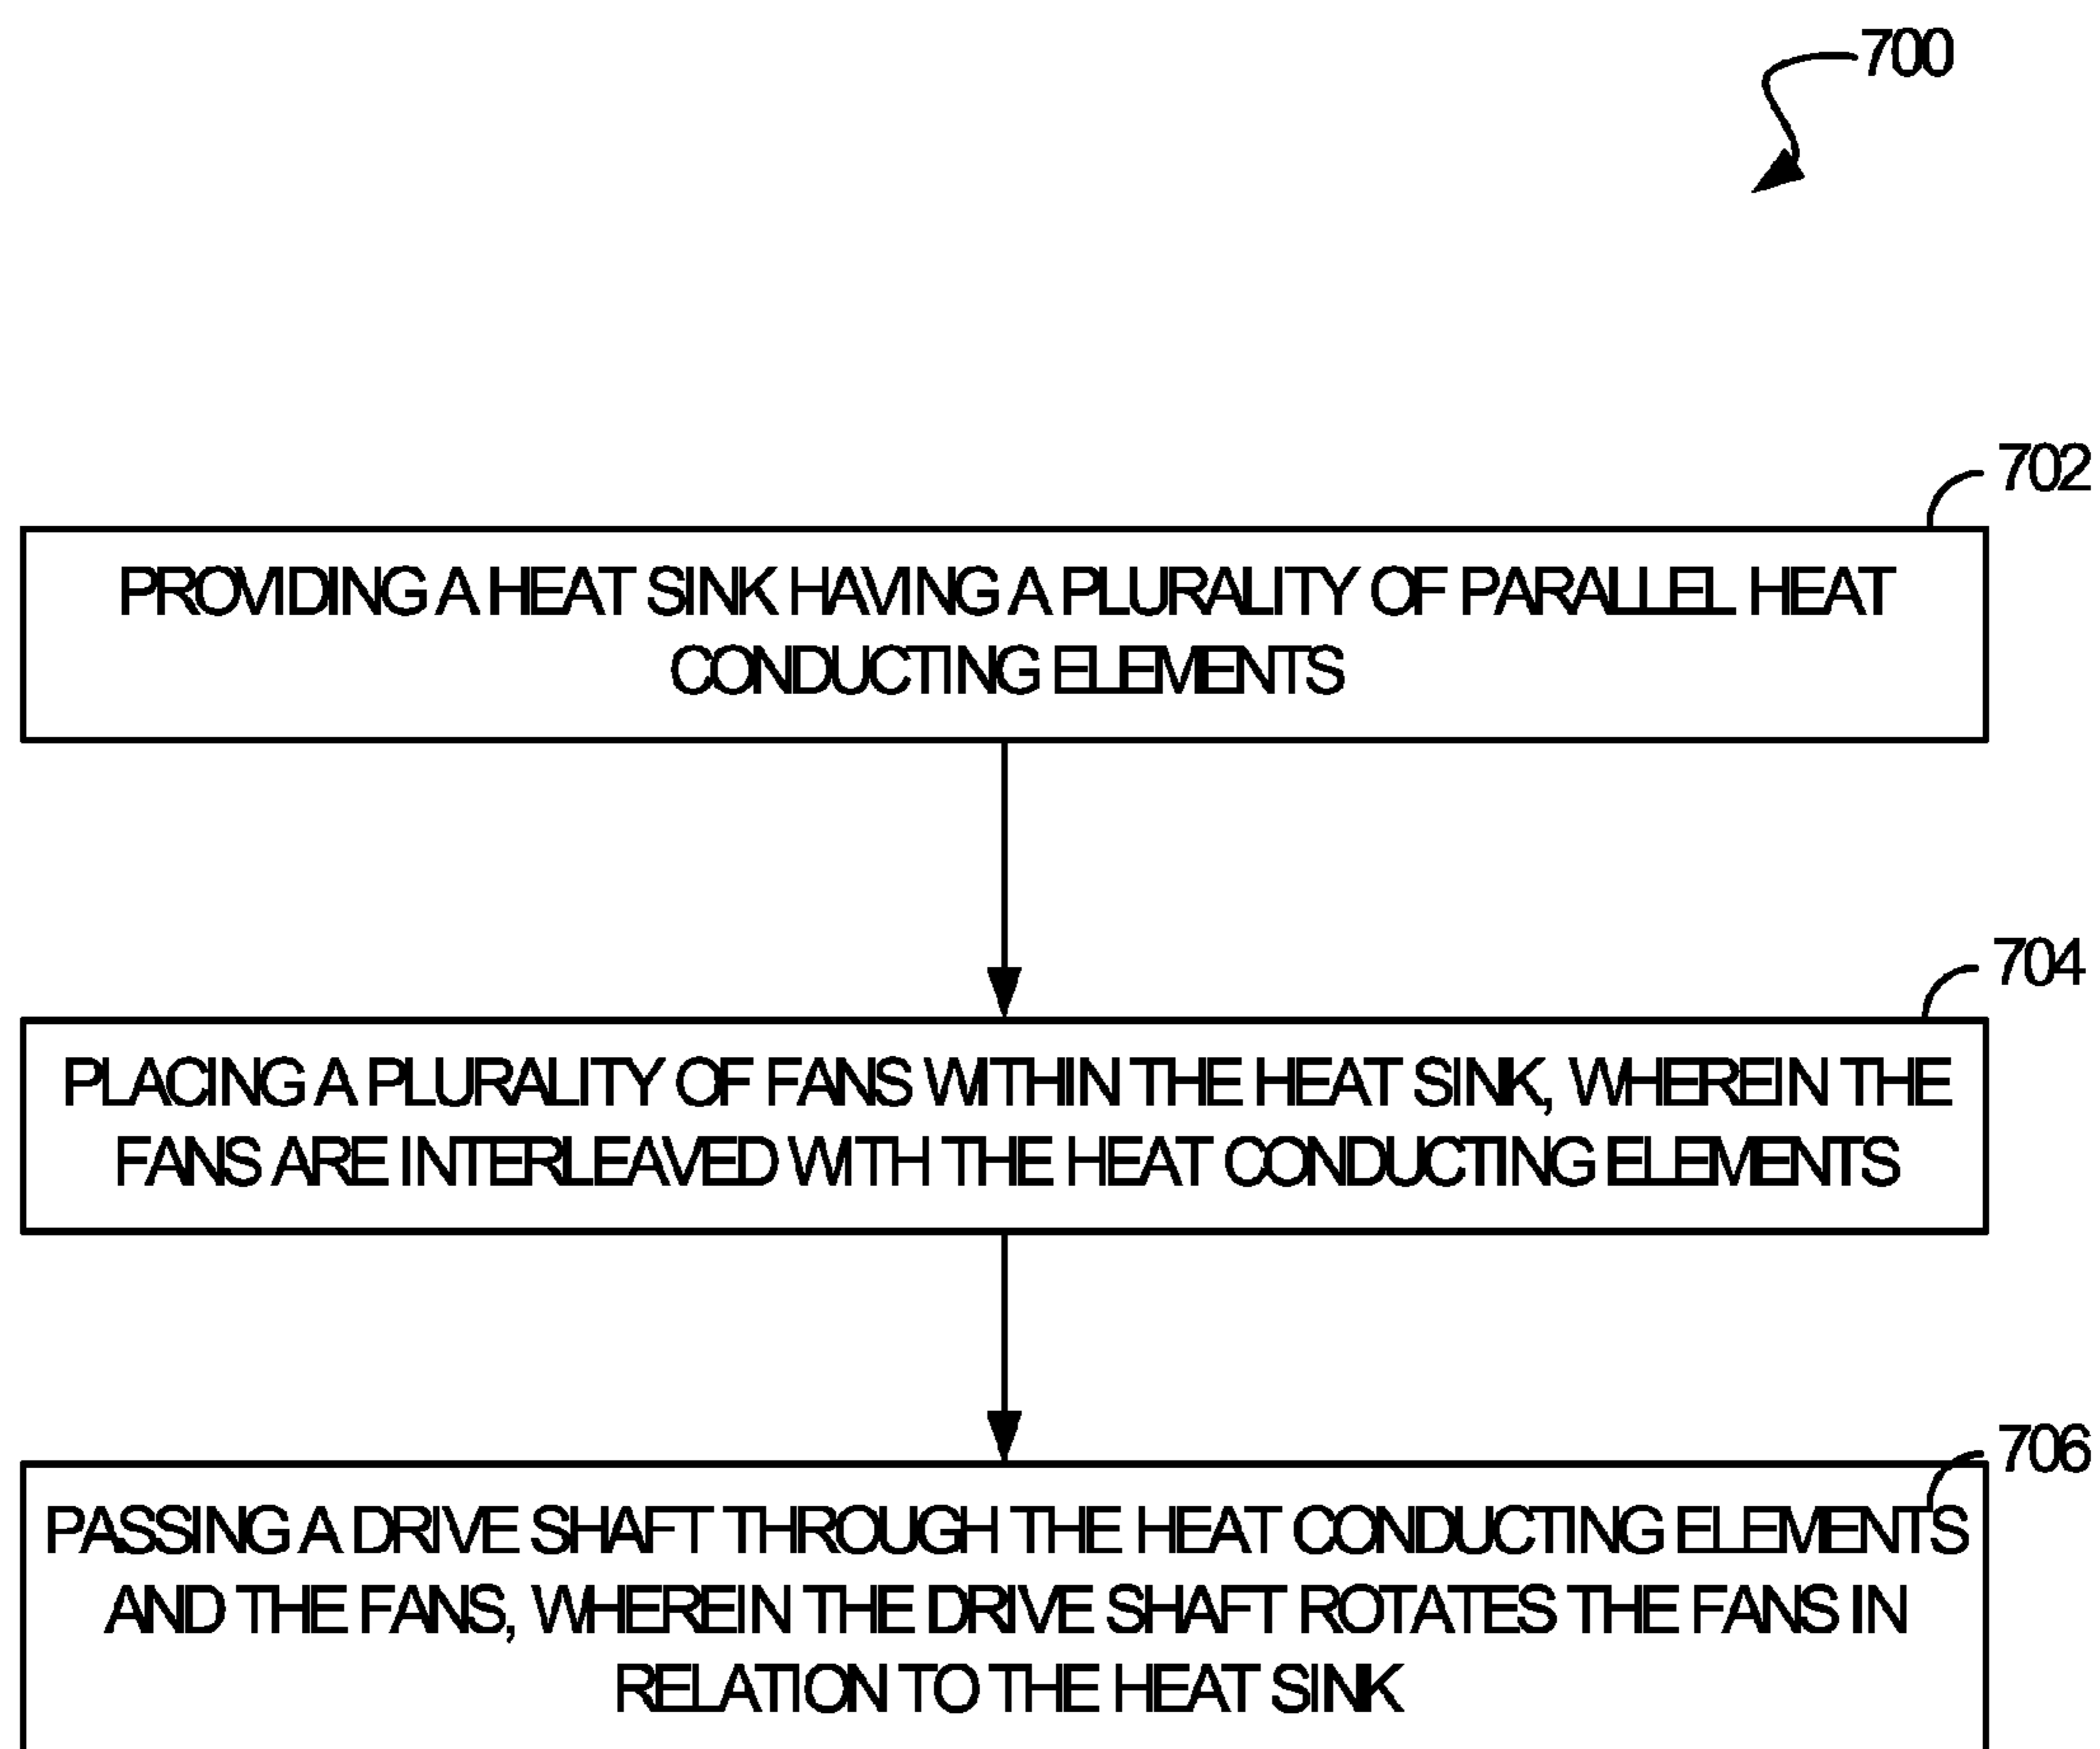 700
702
PROVIDING A HEAT SINK HAVING A PLURALITY OF PARALLEL HEAT
CONDUCTING ELEMENTS
704
PLACING A PLURALITY OF FANS WITHIN THE HEAT SINK, WHEREIN THE
FANS ARE INTERLEAVED WITH THE HEAT CONDUCTING ELEMENTS
706
PASSING A DRIVE SHAFT THROUGH THE HEAT CONDUCTING ELEMENTS
AND THE FANS, WHEREIN THE DRIVE SHAFT ROTATES THE FANS IN
RELATION TO THE HEAT SINK